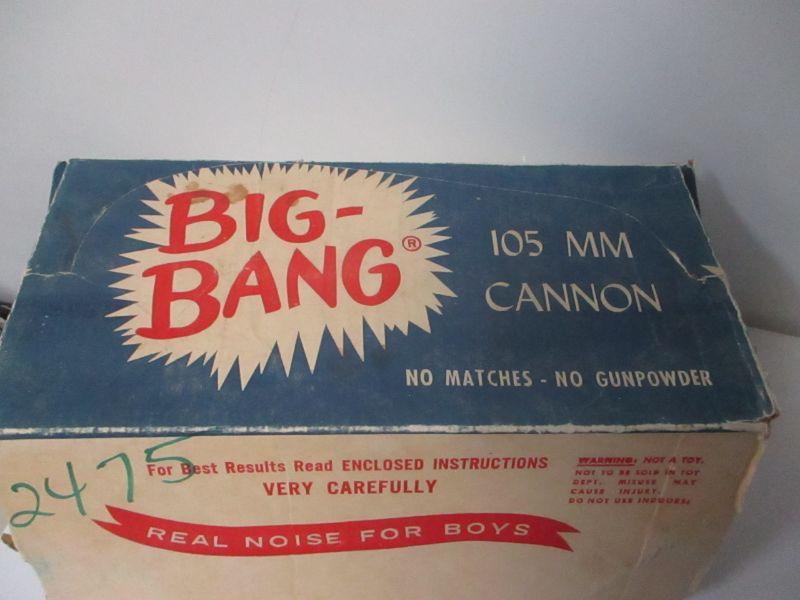 BIG-
BANG®
105 MM
CANNON
NO MATCHES - NO GUNPOWDER
2475
For Best Results Read ENCLOSED INSTRUCTIONS
VERY CAREFULLY
WARNING: NOT A TOY.
NOT TO BE SOLD IN TOY
DEPT. MISUSE MAY
CAUSE INJURY.
DO NOT USE INDOORS.
REAL NOISE FOR BOYS